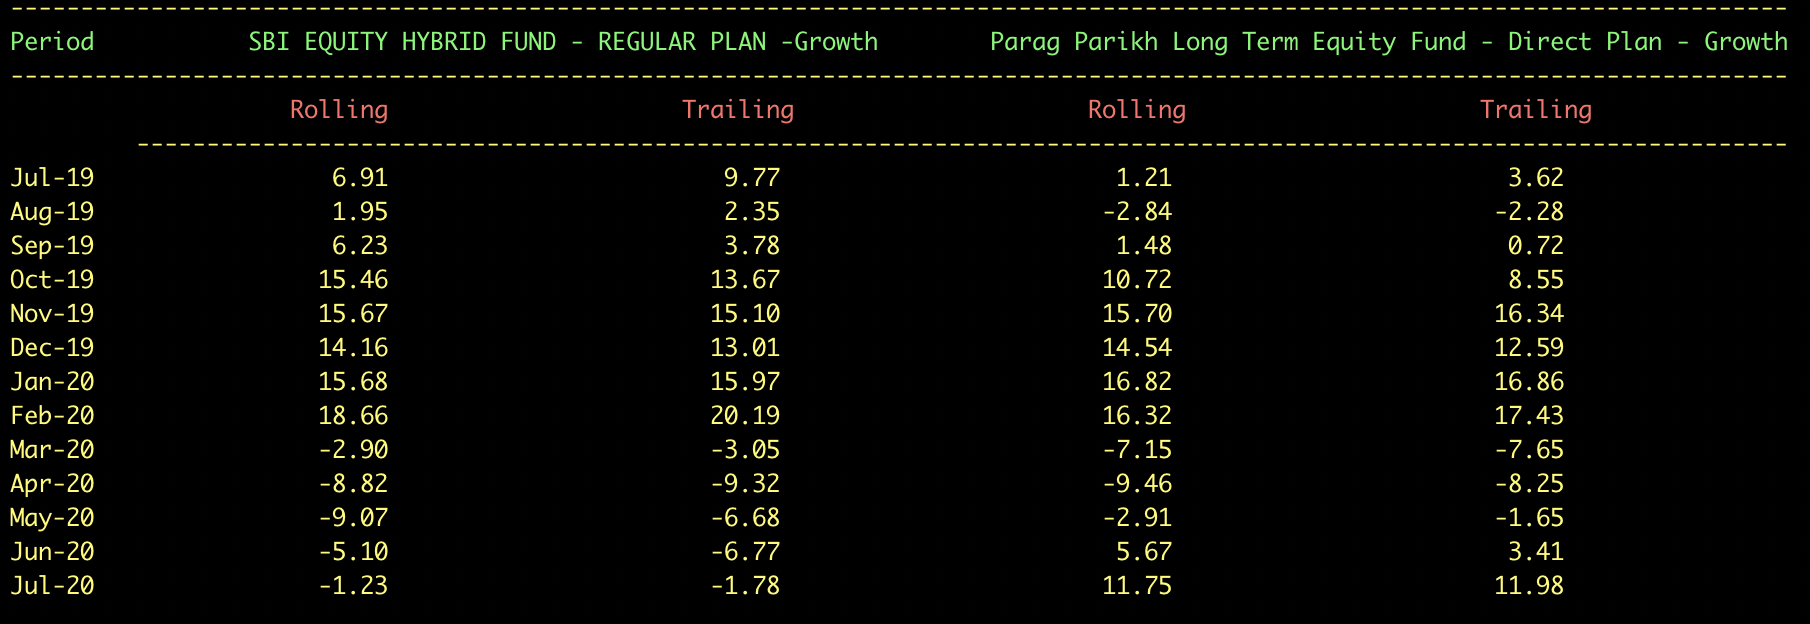 Period SBI EQUITY HYBRID FUND - REGULAR PLAN -Growth Parag Parikh Long Term Equity Fund - Direct Plan - Growth
Rolling Trailing Rolling Trailing
Jul-19 6.91 9.77 1.21 3.62
Aug-19 1.95 2.35 -2.84 -2.28
Sep-19 6.23 3.78 1.48 0.72
Oct-19 15.46 13.67 10.72 8.55
Nov-19 15.67 15.10 15.70 16.34
Dec-19 14.16 13.01 14.54 12.59
Jan-20 15.68 15.97 16.82 16.86
Feb-20 18.66 20.19 16.32 17.43
Mar-20 -2.90 -3.05 -7.15 -7.65
Apr-20 -8.82 -9.32 -9.46 -8.25
May-20 -9.07 -6.68 -2.91 -1.65
Jun-20 -5.10 -6.77 5.67 3.41
Jul-20 -1.23 -1.78 11.75 11.98